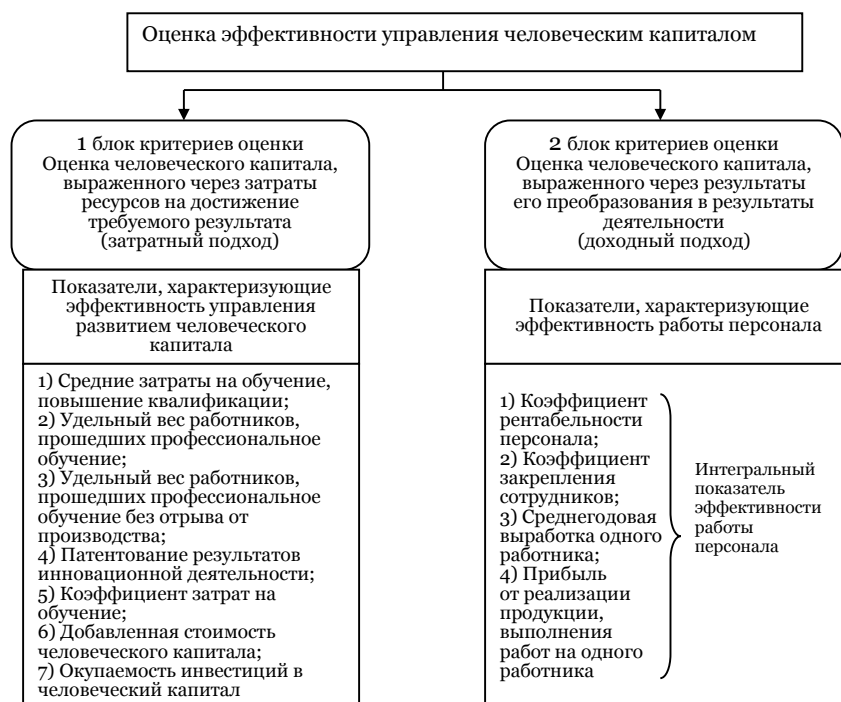 Оценка эффективности управления человеческим капиталом
1 блок критериев оценки
Оценка человеческого капитала,
выраженного через затраты
ресурсов на достижение
требуемого результата
(затратный подход)
Показатели, характеризующие
эффективность управления
развитием человеческого
капитала
1) Средние затраты на обучение,
повышение квалификации;
2) Удельный вес работников,
прошедших профессиональное
обучение;
3) Удельный вес работников,
прошедших профессиональное
обучение без отрыва от
производства;
4) Патентование результатов
инновационной деятельности;
5) Коэффициент затрат на
обучение;
6) Добавленная стоимость
человеческого капитала;
7) Окупаемость инвестиций в
человеческий капитал
2 блок критериев оценки
Оценка человеческого капитала,
выраженного через результаты
его преобразования в результаты
деятельности
(доходный подход)
Показатели, характеризующие
эффективность работы персонала
1) Коэффициент
рентабельности
персонала;
2) Коэффициент
закрепления
сотрудников;
3) Среднегодовая
выработка одного
работника;
4) Прибыль
от реализации
продукции,
выполнения
работ на одного
работника
Интегральный
показатель
эффективности
работы
персонала